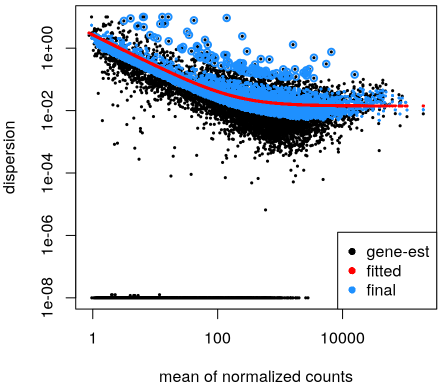 dispersion
1e+00
1e-02
1e-04
1e-06
1e-08
gene-est
fitted
final
1 100 10000
mean of normalized counts